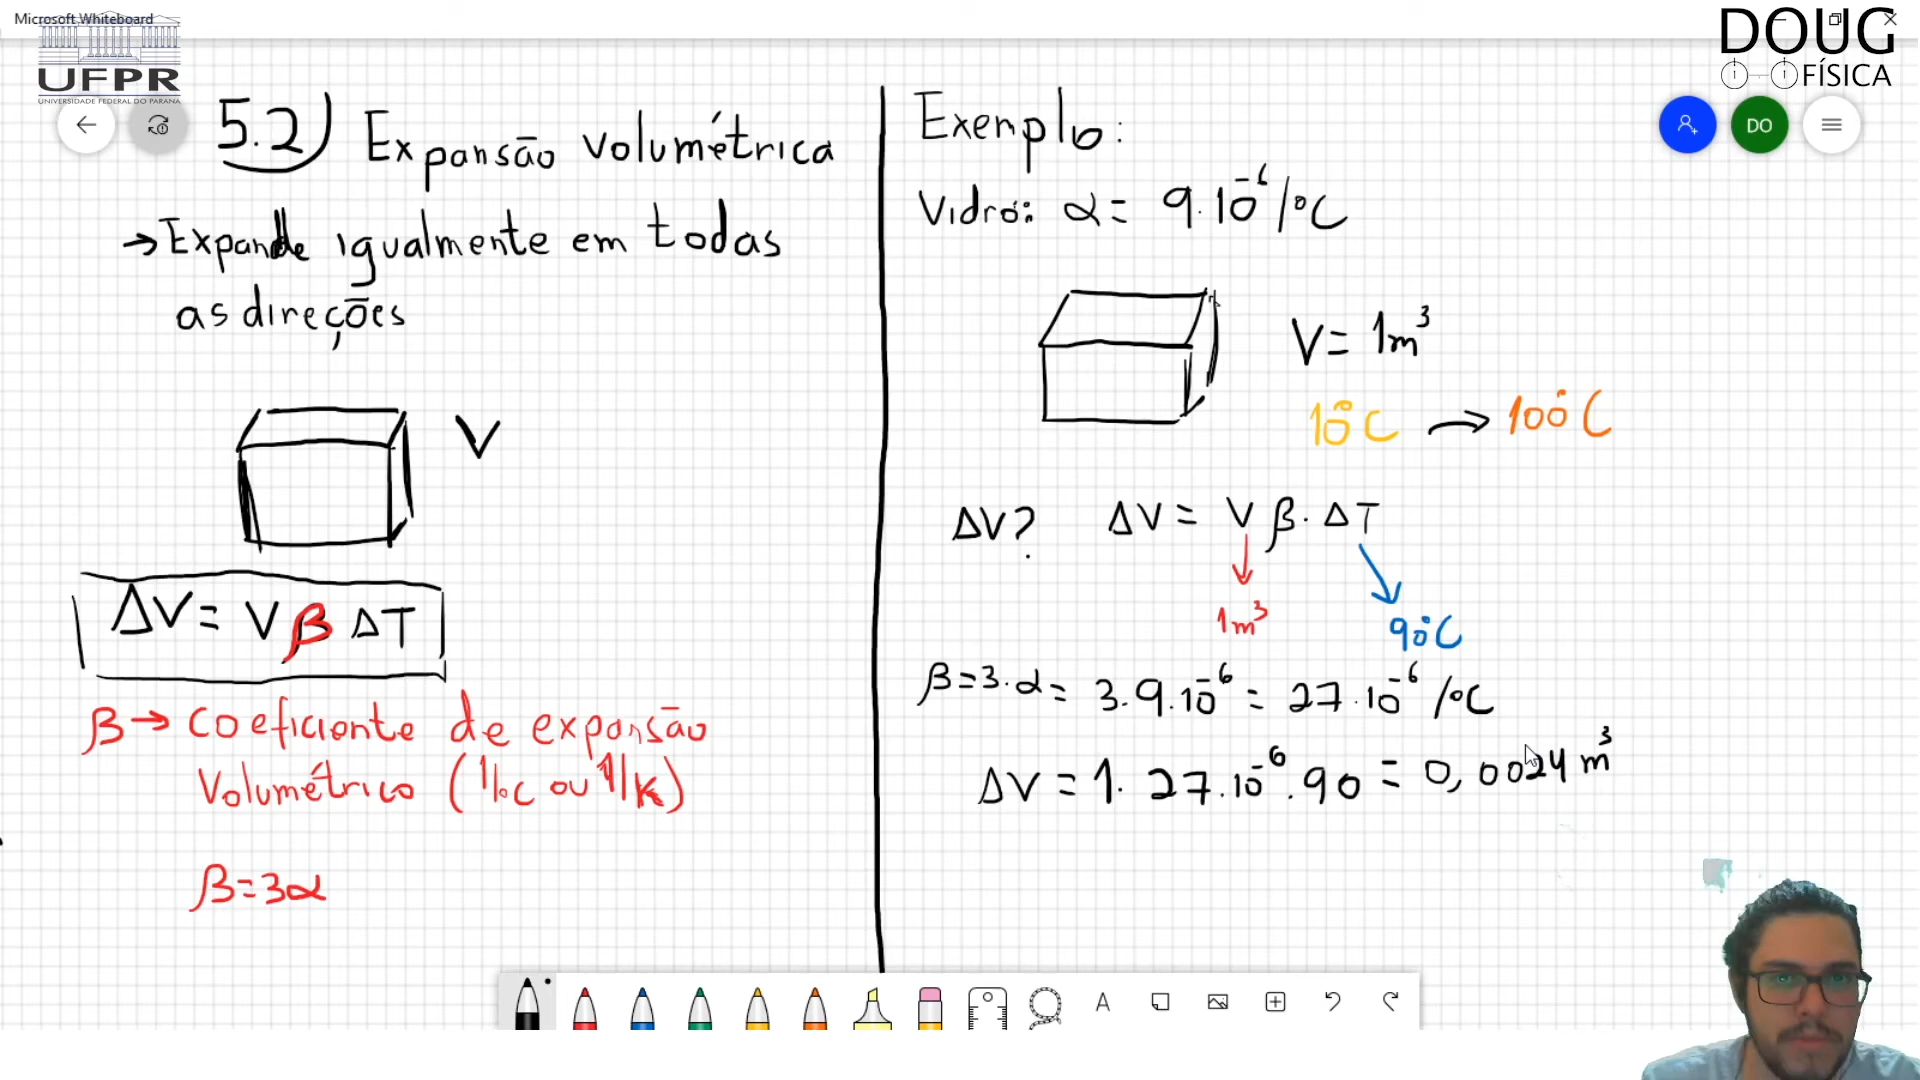 Microsoft Whiteboard
UFPR
UNIVERSIDADE FEDERAL DO PARANÁ
DOUG
FÍSICA
DO
5.2) Expansão Volumétrica
→ Expande igualmente em todas
as direções
V
ΔV = V β ΔT
β → Coeficiente de expansão
Volumétrico (1/°C ou 1/K)
β = 3α
Exemplo:
Vidro: α = 9.10⁻⁶/°C
V = 1m³
10°C → 100°C
ΔV? ΔV = V β. ΔT
1m³
90°C
β = 3.α = 3.9.10⁻⁶ = 27.10⁻⁶/°C
ΔV = 1. 27.10⁻⁶.90 = 0,0024 m³
A